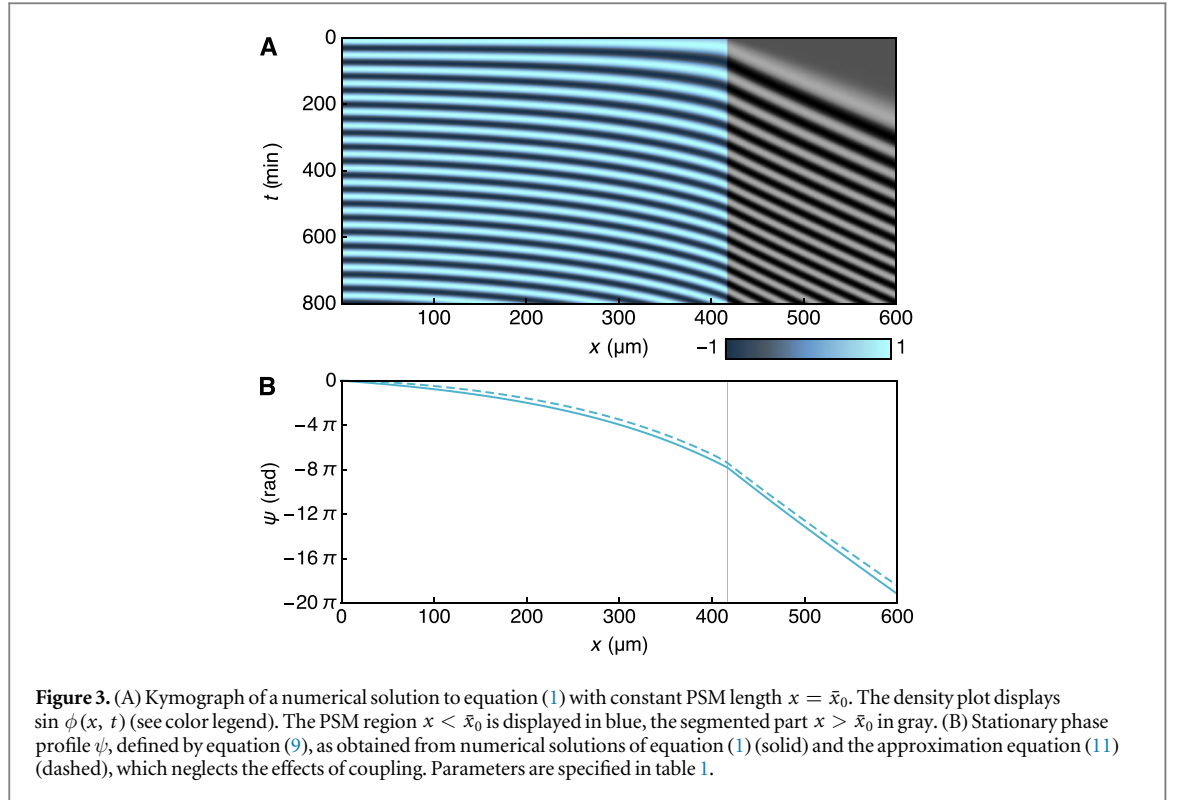 A
0
200
400
600
800
t (min)
100 200 300 400 500 600
x (μm)
−1 1
B
0
−4 π
−8 π
−12 π
−16 π
−20 π
ψ (rad)
0 100 200 300 400 500 600
x (μm)
Figure 3. (A) Kymograph of a numerical solution to equation (1) with constant PSM length x = x̄₀. The density plot displays
sin ϕ(x, t) (see color legend). The PSM region x < x̄₀ is displayed in blue, the segmented part x > x̄₀ in gray. (B) Stationary phase
profile ψ, defined by equation (9), as obtained from numerical solutions of equation (1) (solid) and the approximation equation (11)
(dashed), which neglects the effects of coupling. Parameters are specified in table 1.